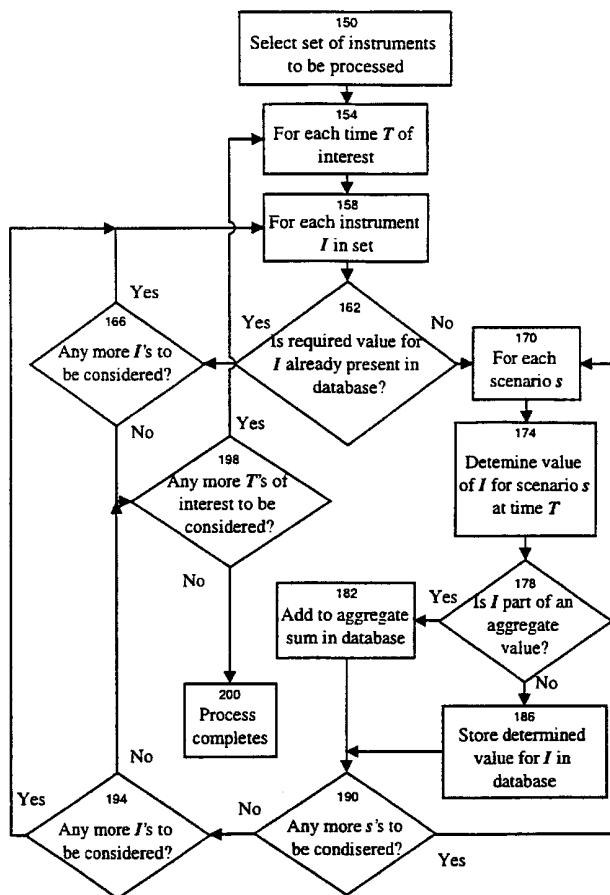 150
Select set of instruments
to be processed
154
For each time T of
interest
158
For each instrument
I in set
162
Is required value for
I already present in
database?
Yes
No
166
Any more I's to
be considered?
Yes
No
170
For each
scenario s
174
Detemine value
of I for scenario s
at time T
178
Is I part of an
aggregate
value?
Yes
No
182
Add to aggregate
sum in database
186
Store determined
value for I in
database
190
Any more s's to
be condisered?
No
Yes
194
Any more I's to
be considered?
Yes
No
198
Any more T's of
interest to be
considered?
Yes
No
200
Process
completes